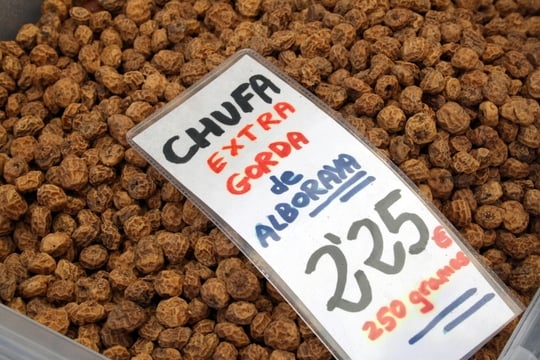 CHUFA
EXTRA
GORDA
de
ALBORAYA
2'25 €
250 gramos